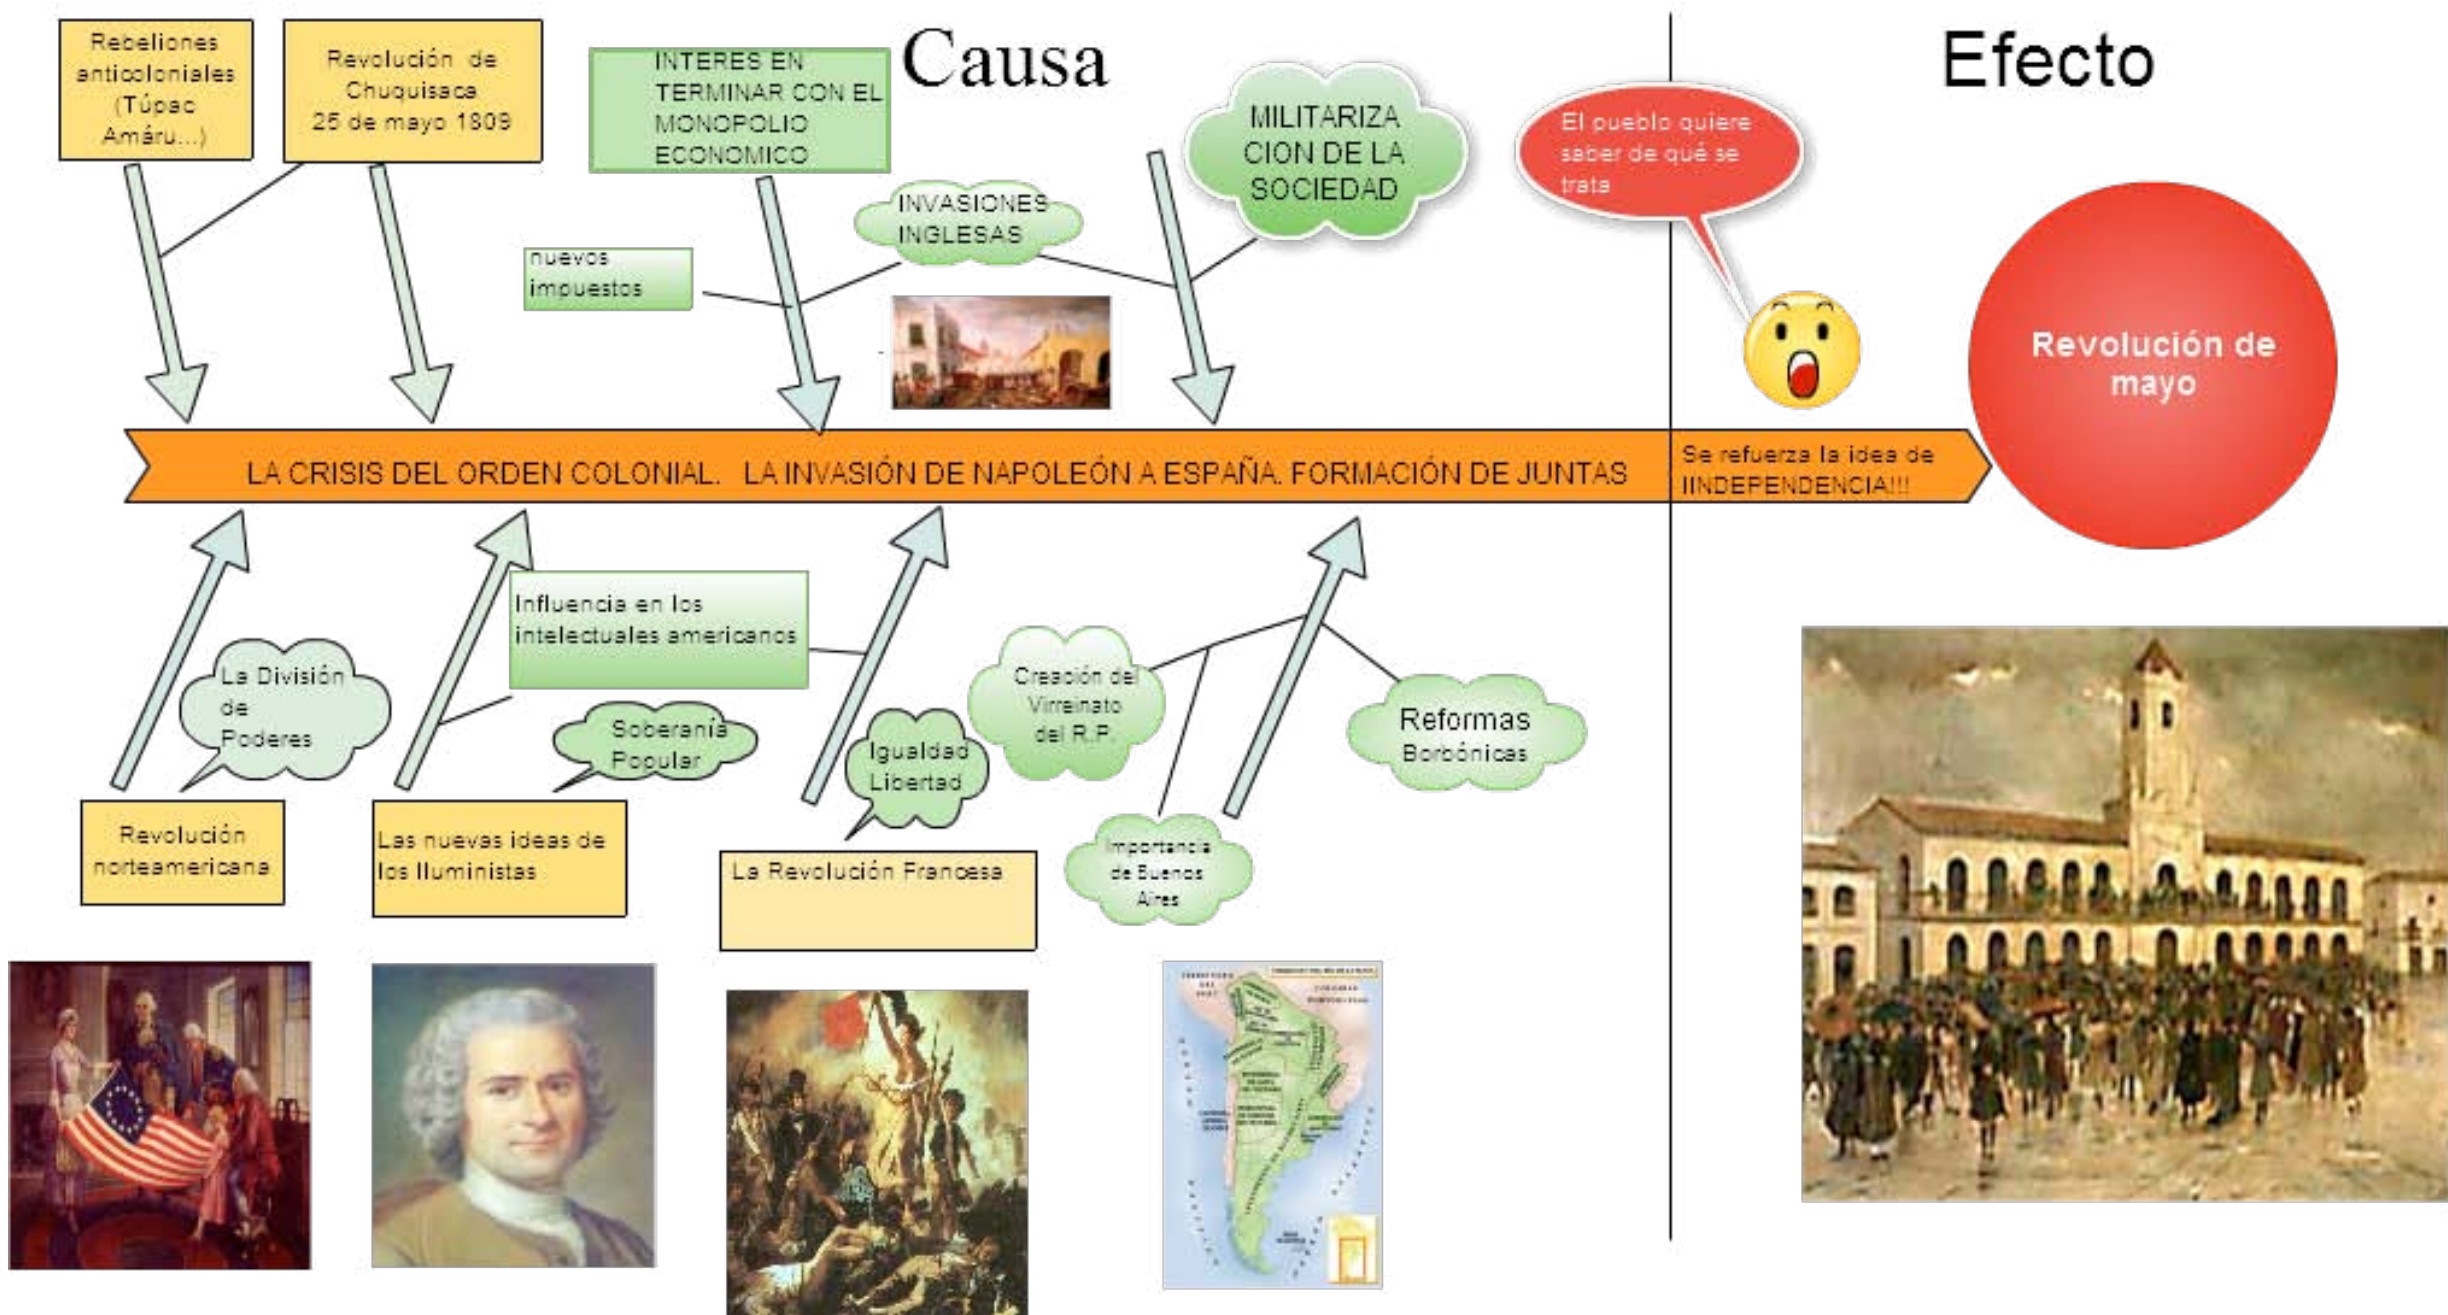 Causa
Efecto
Rebeliones
anticoloniales
(Túpac
Amáru...)
Revolución de
Chuquisaca
25 de mayo 1809
INTERES EN
TERMINAR CON EL
MONOPOLIO
ECONOMICO
MILITARIZA
CION DE LA
SOCIEDAD
El pueblo quiere
saber de qué se
trata
INVASIONES
INGLESAS
nuevos
impuestos
Revolución de
mayo
LA CRISIS DEL ORDEN COLONIAL. LA INVASIÓN DE NAPOLEÓN A ESPAÑA. FORMACIÓN DE JUNTAS
Se refuerza la idea de
IINDEPENDENCIA!!!
Influencia en los
intelectuales americanos
La División
de
Poderes
Soberanía
Popular
Igualdad
Libertad
Creación del
Virreinato
del R.P.
Reformas
Borbónicas
Revolución
norteamericana
Las nuevas ideas de
los Iluministas
La Revolución Francesa
Importancia
de Buenos
Aires